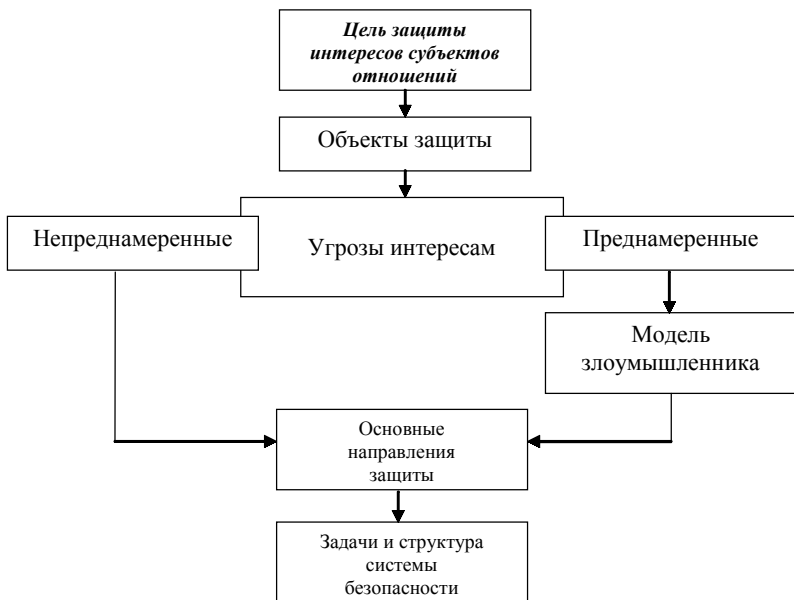 Цель защиты
интересов субъектов
отношений
Объекты защиты
Непреднамеренные
Угрозы интересам
Преднамеренные
Модель
злоумышленника
Основные
направления
защиты
Задачи и структура
системы
безопасности